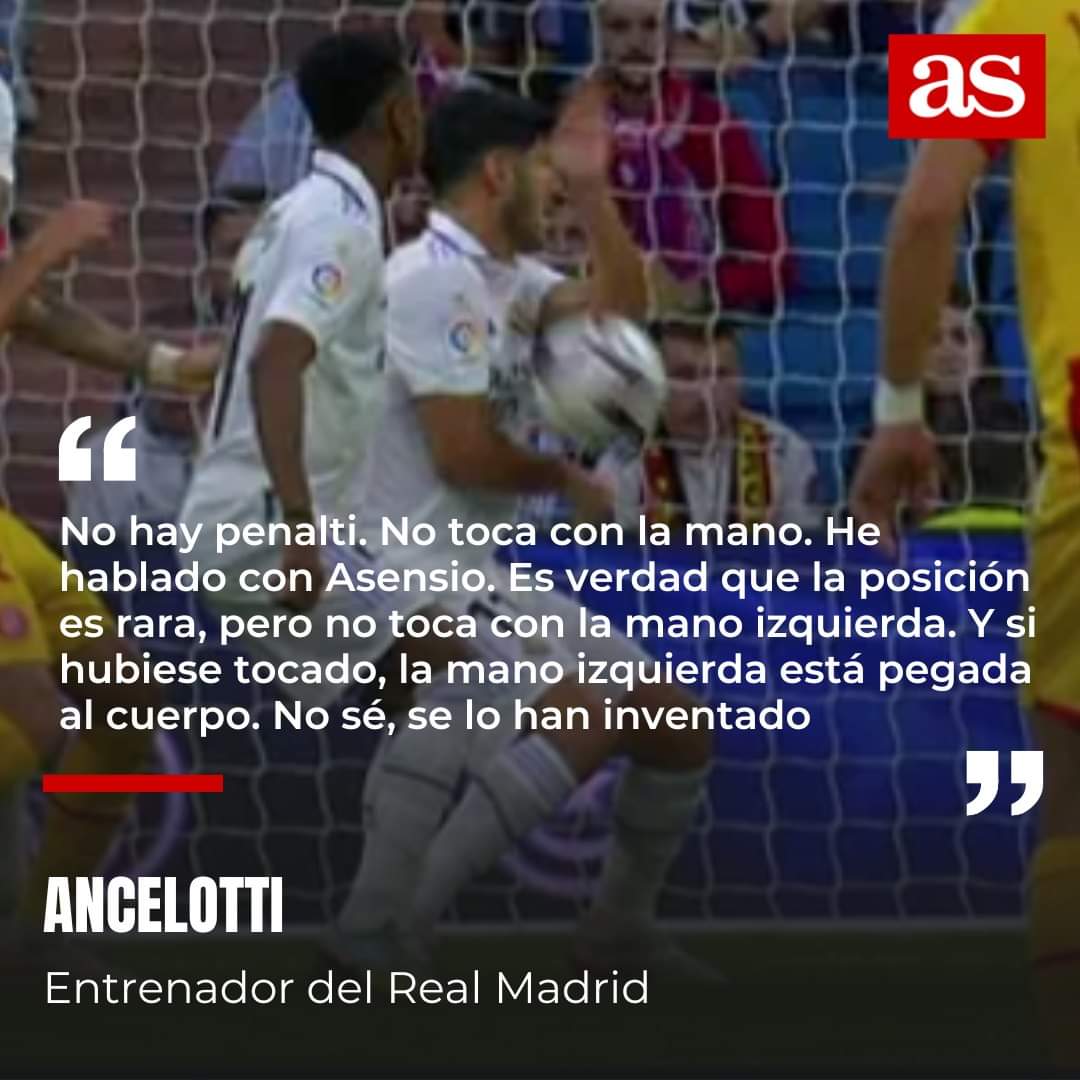 as
“
No hay penalti. No toca con la mano. He
hablado con Asensio. Es verdad que la posición
es rara, pero no toca con la mano izquierda. Y si
hubiese tocado, la mano izquierda está pegada
al cuerpo. No sé, se lo han inventado
”
ANCELOTTI
Entrenador del Real Madrid